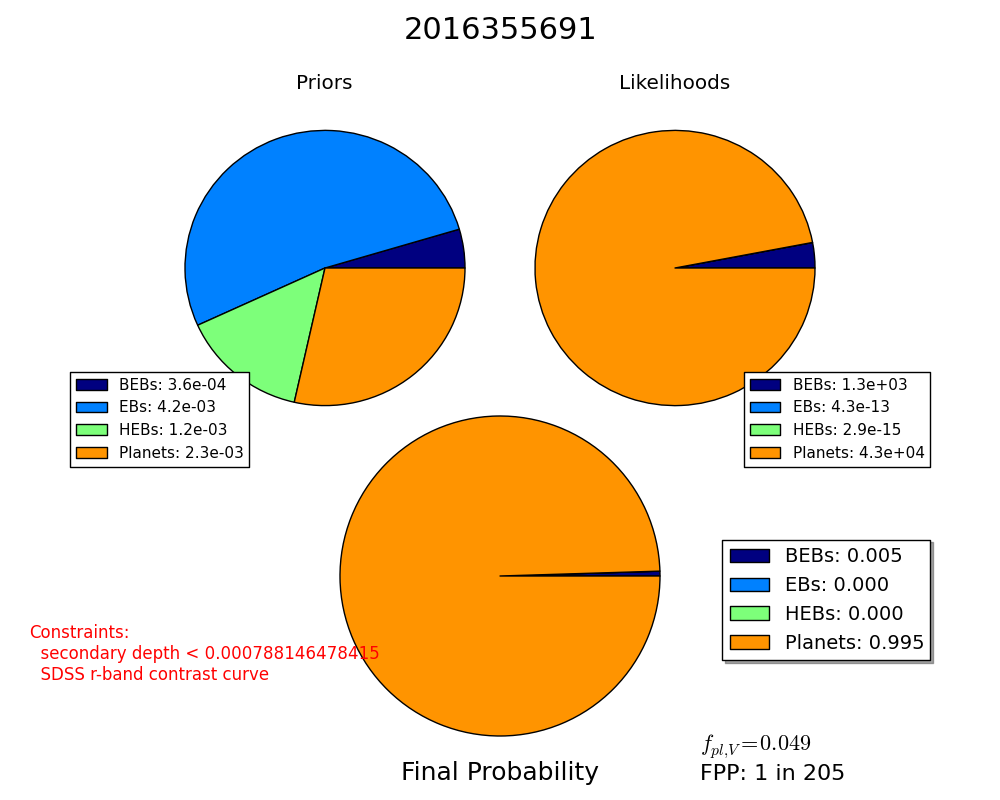 2016355691
Priors
Likelihoods
BEBs: 3.6e-04
EBs: 4.2e-03
HEBs: 1.2e-03
Planets: 2.3e-03
BEBs: 1.3e+03
EBs: 4.3e-13
HEBs: 2.9e-15
Planets: 4.3e+04
BEBs: 0.005
EBs: 0.000
HEBs: 0.000
Planets: 0.995
Constraints:
secondary depth < 0.000788146478415
SDSS r-band contrast curve
Final Probability
f_{pl,V}=0.049
FPP: 1 in 205